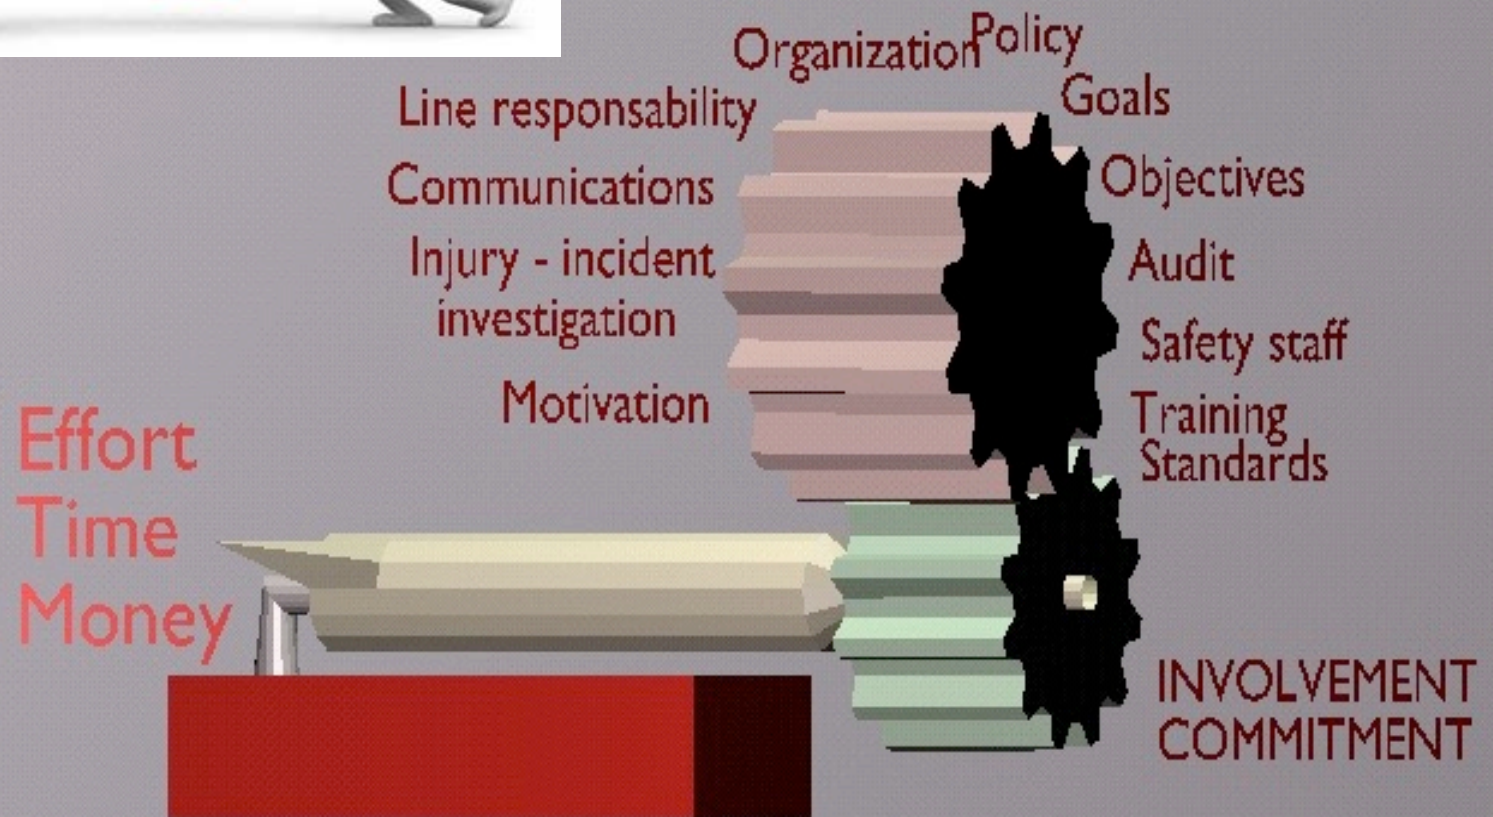 Organization
Policy
Line responsability
Goals
Communications
Objectives
Injury - incident
investigation
Audit
Safety staff
Motivation
Training
Standards
Effort
Time
Money
INVOLVEMENT
COMMITMENT